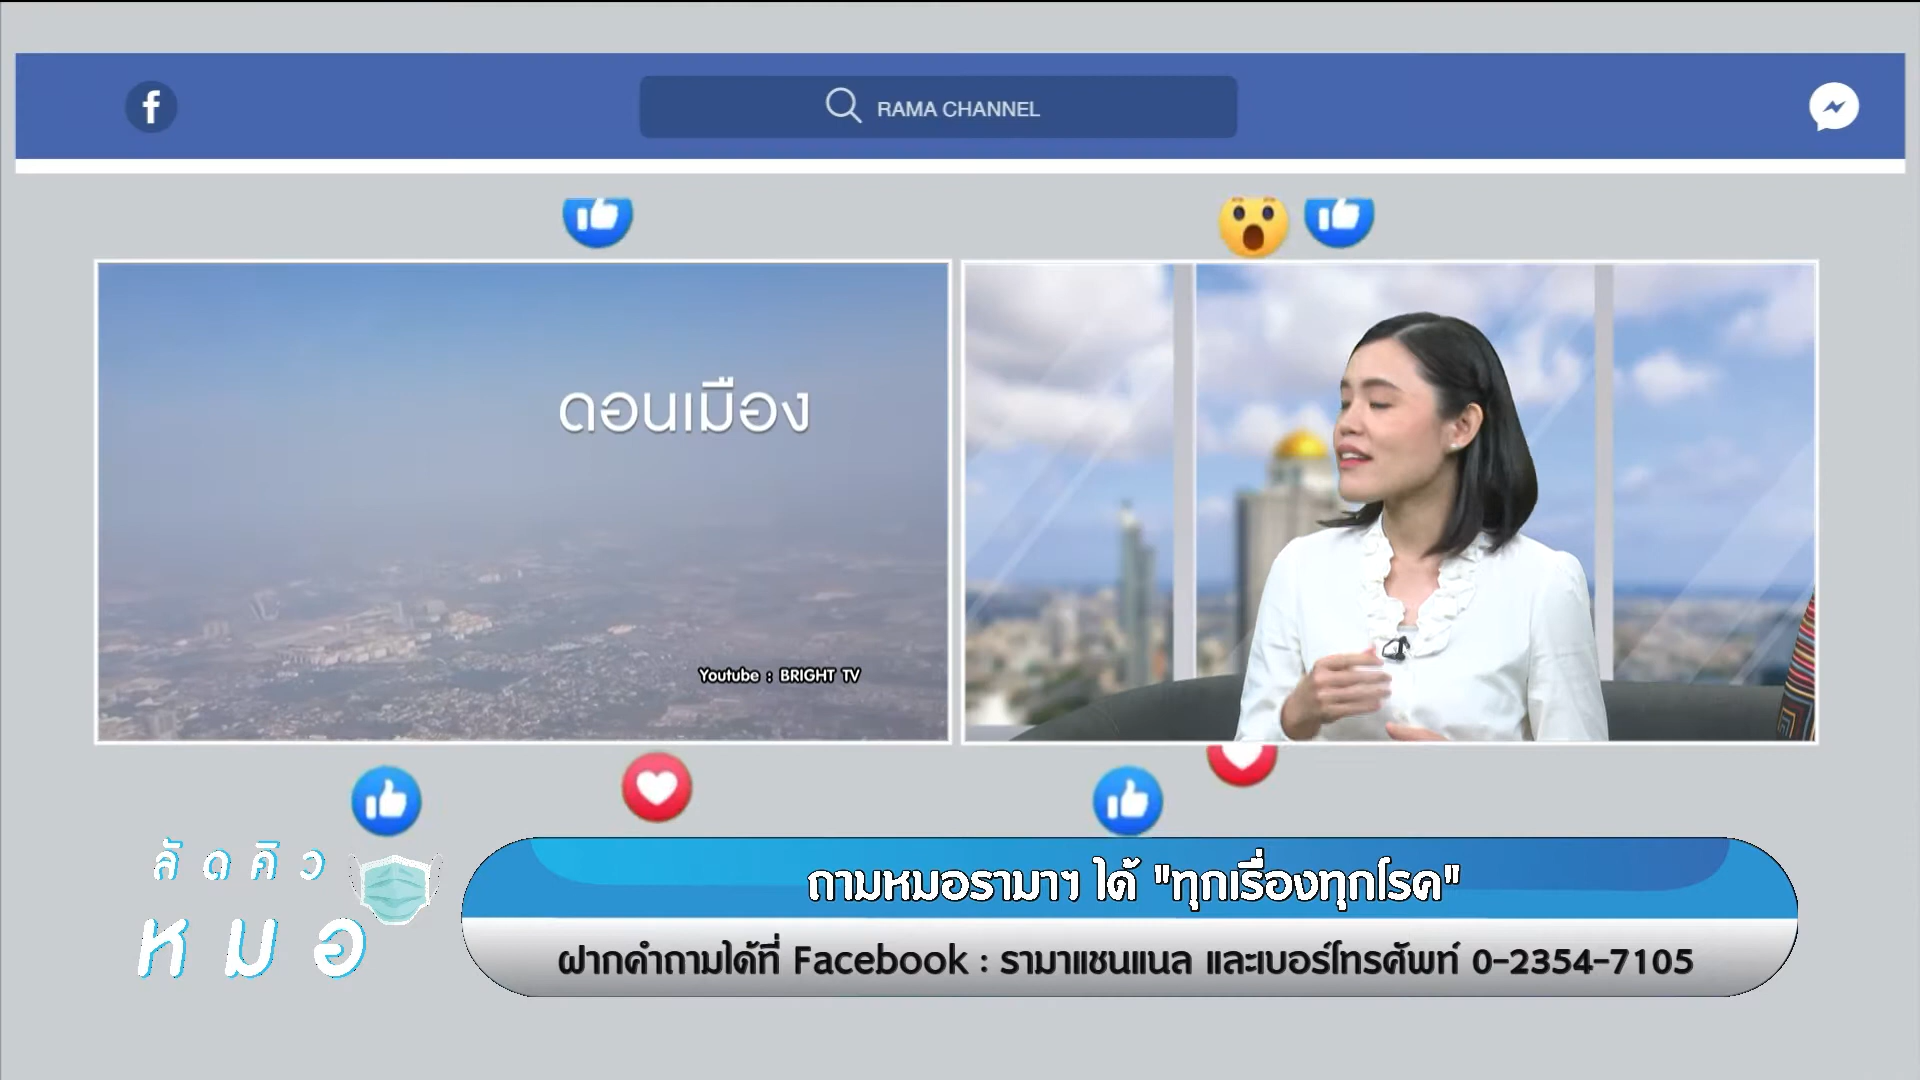 f
RAMA CHANNEL
ดอนเมือง
Youtube : BRIGHT TV
ลัดคิว
หมอ
ถามหมอรามาฯ ได้ "ทุกเรื่องทุกโรค"
ฝากคำถามได้ที่ Facebook : รามาแชนแนล และเบอร์โทรศัพท์ 0-2354-7105